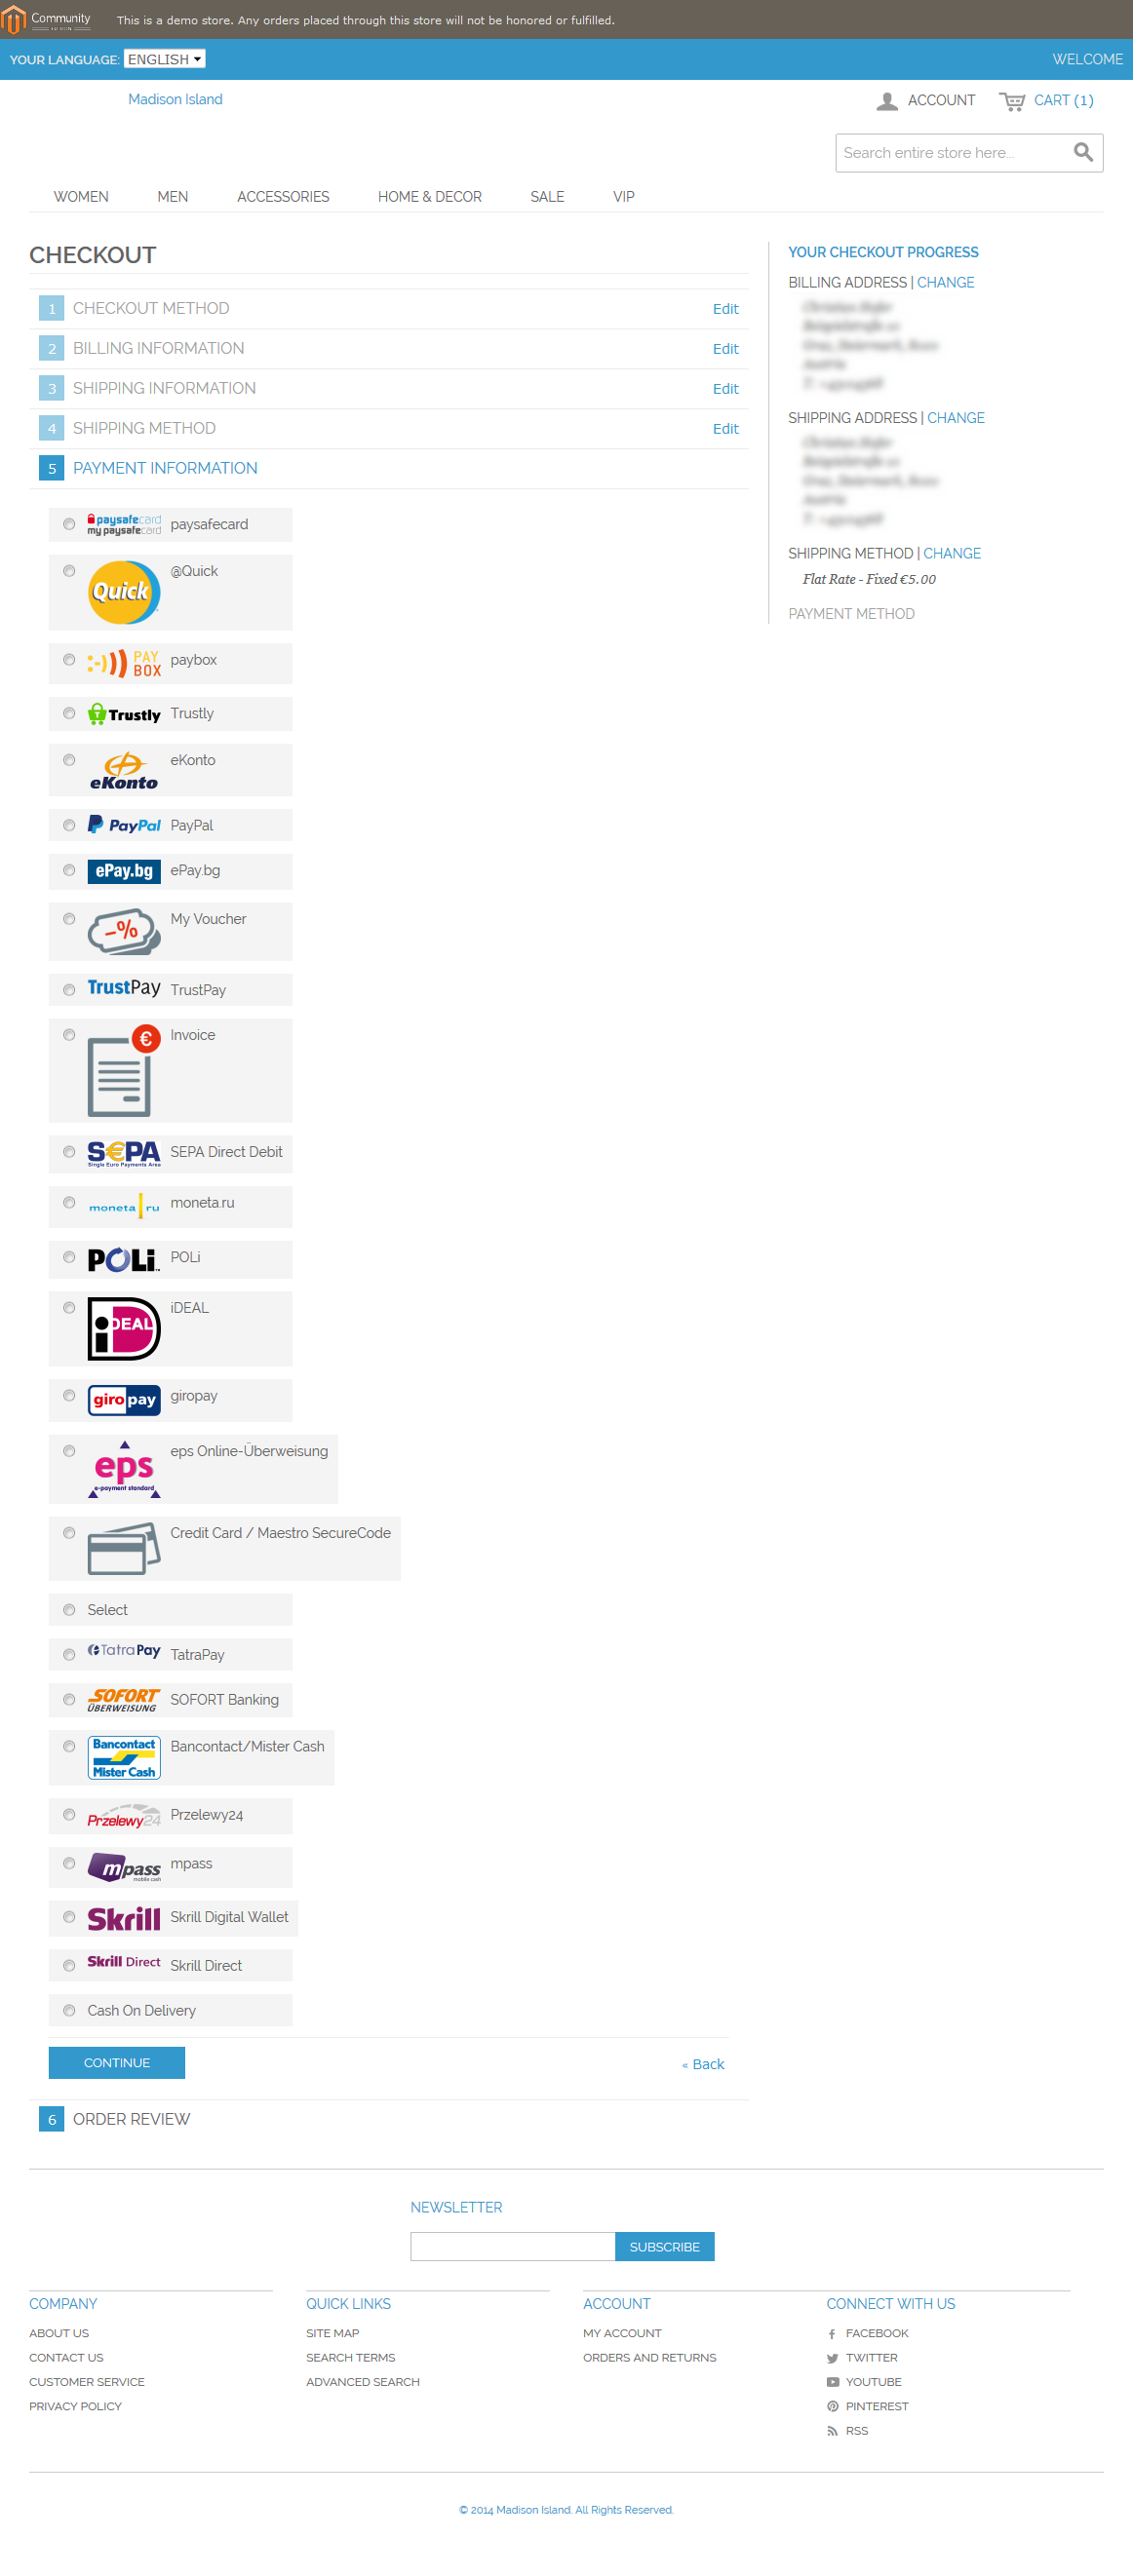 Community
This is a demo store. Any orders placed through this store will not be honored or fulfilled.
YOUR LANGUAGE: ENGLISH
WELCOME
Madison Island
ACCOUNT
CART (1)
Search entire store here...
WOMEN MEN ACCESSORIES HOME & DECOR SALE VIP
CHECKOUT
1 CHECKOUT METHOD Edit
2 BILLING INFORMATION Edit
3 SHIPPING INFORMATION Edit
4 SHIPPING METHOD Edit
5 PAYMENT INFORMATION
paysafecard
my paysafecard
paysafecard
Quick
@Quick
PAY
BOX
paybox
Trustly Trustly
eKonto
eKonto
PayPal PayPal
ePay.bg ePay.bg
-%
My Voucher
TrustPay TrustPay
€
Invoice
S€PA
Single Euro Payments Area
SEPA Direct Debit
moneta ru
moneta.ru
POLi POLi
iDEAL
iDEAL
giropay giropay
eps
e-payment standard
eps Online-Überweisung
Credit Card / Maestro SecureCode
Select
TatraPay TatraPay
SOFORT
ÜBERWEISUNG
SOFORT Banking
Bancontact
Mister Cash
Bancontact/Mister Cash
Przelewy24 Przelewy24
mpass
mobile cash
mpass
Skrill Skrill Digital Wallet
Skrill Direct Skrill Direct
Cash On Delivery
CONTINUE
« Back
6 ORDER REVIEW
YOUR CHECKOUT PROGRESS
BILLING ADDRESS | CHANGE
SHIPPING ADDRESS | CHANGE
SHIPPING METHOD | CHANGE
Flat Rate - Fixed €5.00
PAYMENT METHOD
NEWSLETTER
SUBSCRIBE
COMPANY
ABOUT US
CONTACT US
CUSTOMER SERVICE
PRIVACY POLICY
QUICK LINKS
SITE MAP
SEARCH TERMS
ADVANCED SEARCH
ACCOUNT
MY ACCOUNT
ORDERS AND RETURNS
CONNECT WITH US
FACEBOOK
TWITTER
YOUTUBE
PINTEREST
RSS
© 2014 Madison Island. All Rights Reserved.